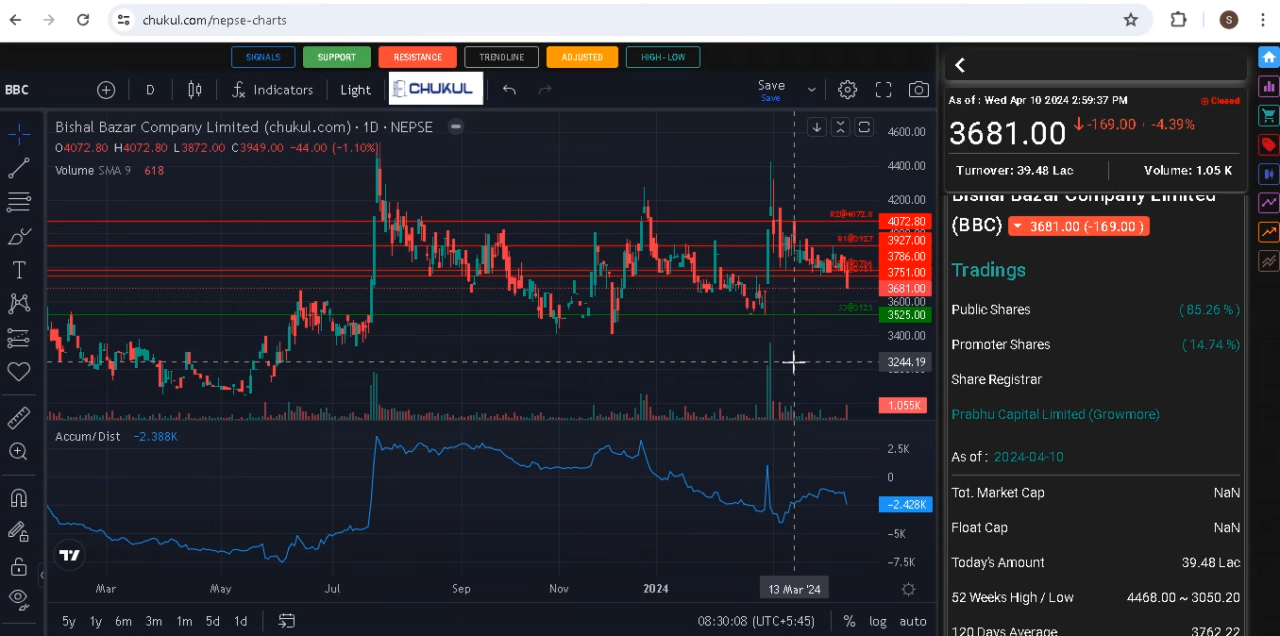 chukul.com/nepse-charts
S
SIGNALS SUPPORT RESISTANCE TRENDLINE ADJUSTED HIGH-LOW
BBC D Indicators Light CHUKUL Save
Save
Bishal Bazar Company Limited (chukul.com) · 1D · NEPSE
O4072.80 H4072.80 L3872.00 C3949.00 −44.00 (−1.10%)
Volume SMA 9 618
4600.00
4400.00
4200.00
R2@4072.8 4072.80
R1@3927 3927.00
3786.00
3751.00
3681.00
3600.00
S3@3525 3525.00
3400.00
3244.19
1.055K
Accum/Dist −2.388K
2.5K
0
−2.428K
−5K
−7.5K
Mar May Jul Sep Nov 2024 13 Mar '24
5y 1y 6m 3m 1m 5d 1d 08:30:08 (UTC+5:45) % log auto
As of : Wed Apr 10 2024 2:59:37 PM Closed
3681.00 -169.00 -4.39%
Turnover: 39.48 Lac Volume: 1.05 K
Bishal Bazar Company Limited
(BBC) 3681.00 (-169.00 )
Tradings
Public Shares ( 85.26 % )
Promoter Shares ( 14.74 %)
Share Registrar
Prabhu Capital Limited (Growmore)
As of : 2024-04-10
Tot. Market Cap NaN
Float Cap NaN
Today's Amount 39.48 Lac
52 Weeks High / Low 4468.00 ~ 3050.20
120 Days Average 3762.22